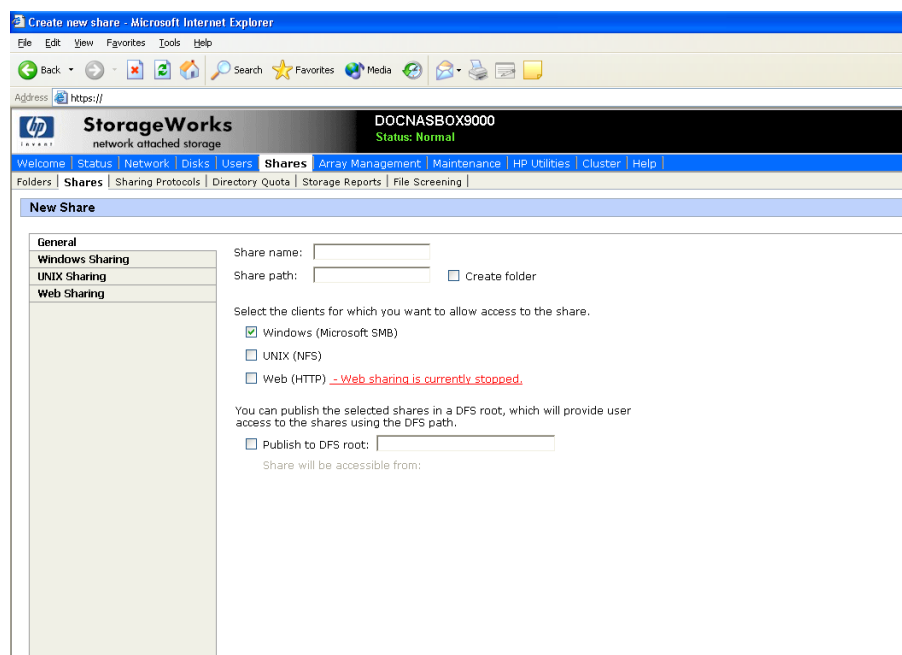 Create new share - Microsoft Internet Explorer
File Edit View Favorites Tools Help
Back Search Favorites Media
Address https://
hp
invent
StorageWorks
network attached storage
DOCNASBOX9000
Status: Normal
Welcome | Status | Network | Disks | Users | Shares | Array Management | Maintenance | HP Utilities | Cluster | Help |
Folders | Shares | Sharing Protocols | Directory Quota | Storage Reports | File Screening |
New Share
General
Windows Sharing
UNIX Sharing
Web Sharing
Share name:
Share path:
Create folder
Select the clients for which you want to allow access to the share.
Windows (Microsoft SMB)
UNIX (NFS)
Web (HTTP) - Web sharing is currently stopped.
You can publish the selected shares in a DFS root, which will provide user
access to the shares using the DFS path.
Publish to DFS root:
Share will be accessible from: